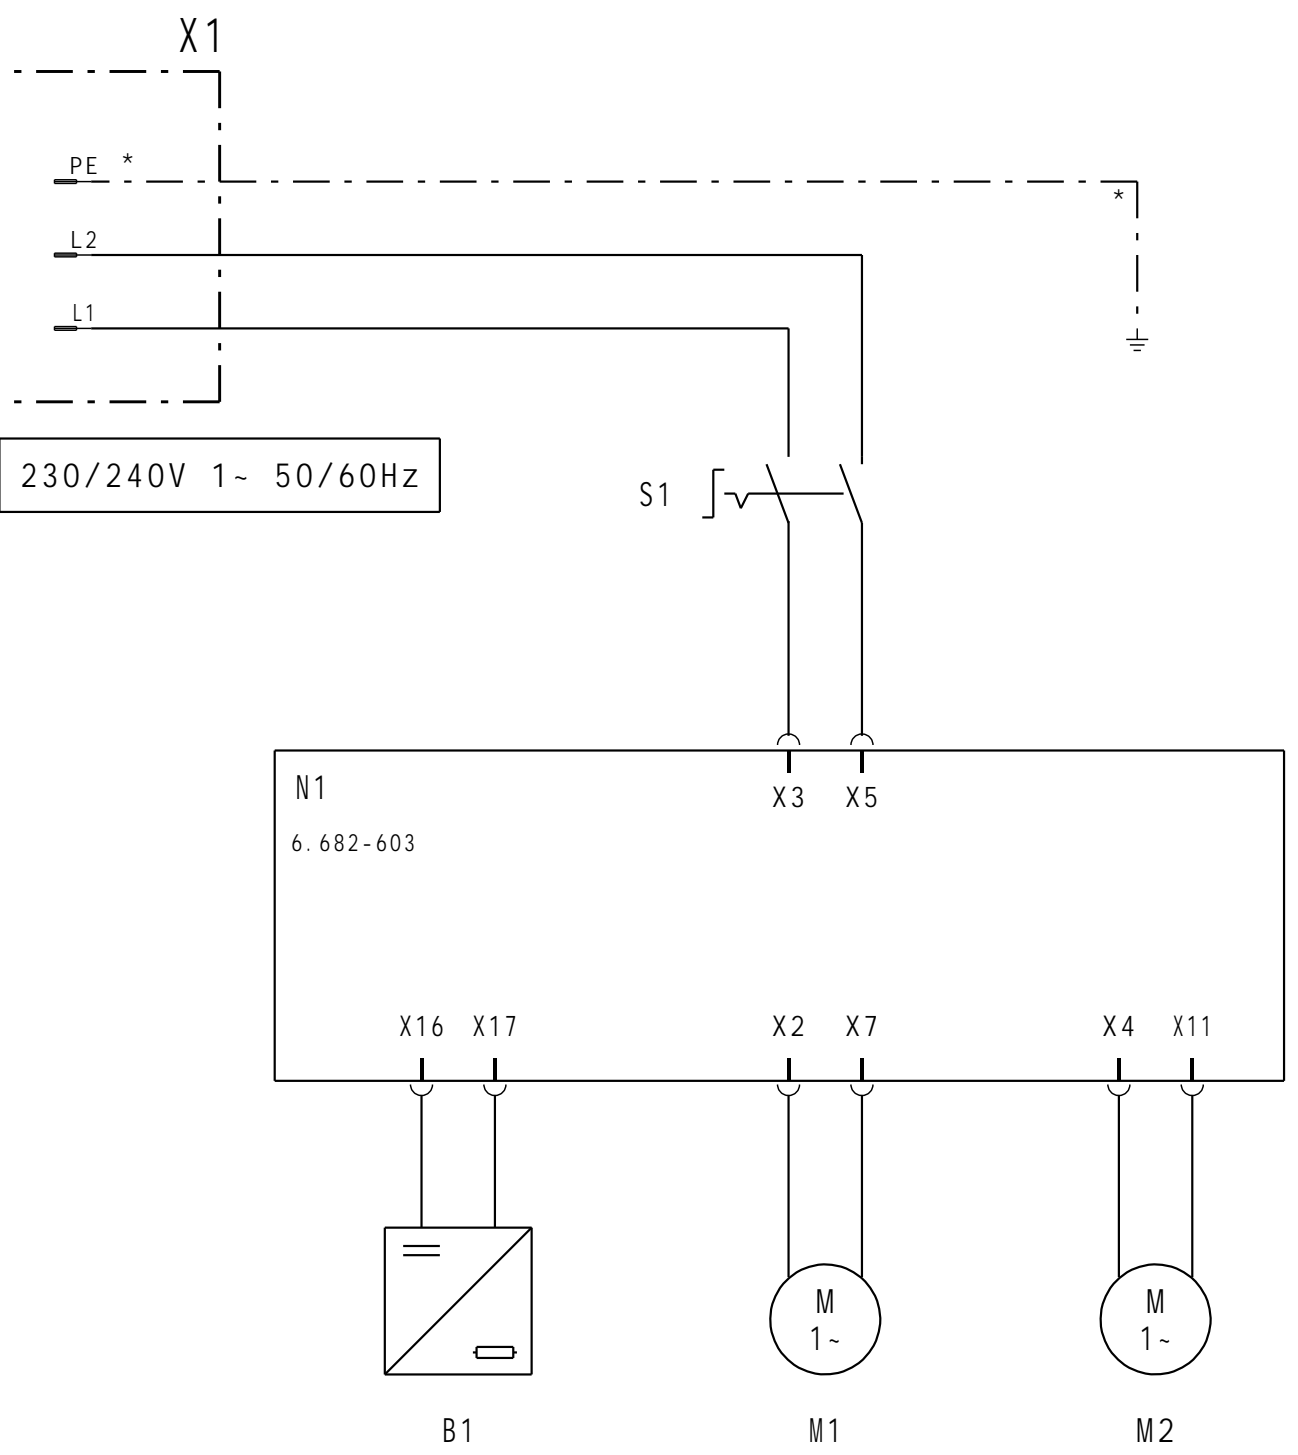 X1
PE *
*
L2
L1
230/240V 1~ 50/60Hz
S1
N1
X3 X5
6.682-603
X16 X17 X2 X7 X4 X11
M M
1~ 1~
B1 M1 M2